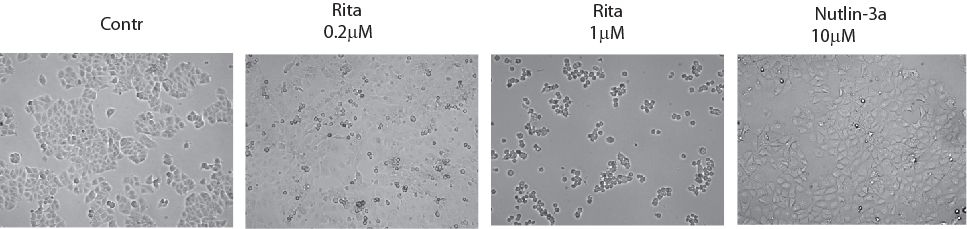 Contr
Rita
0.2μM
Rita
1μM
Nutlin-3a
10μM